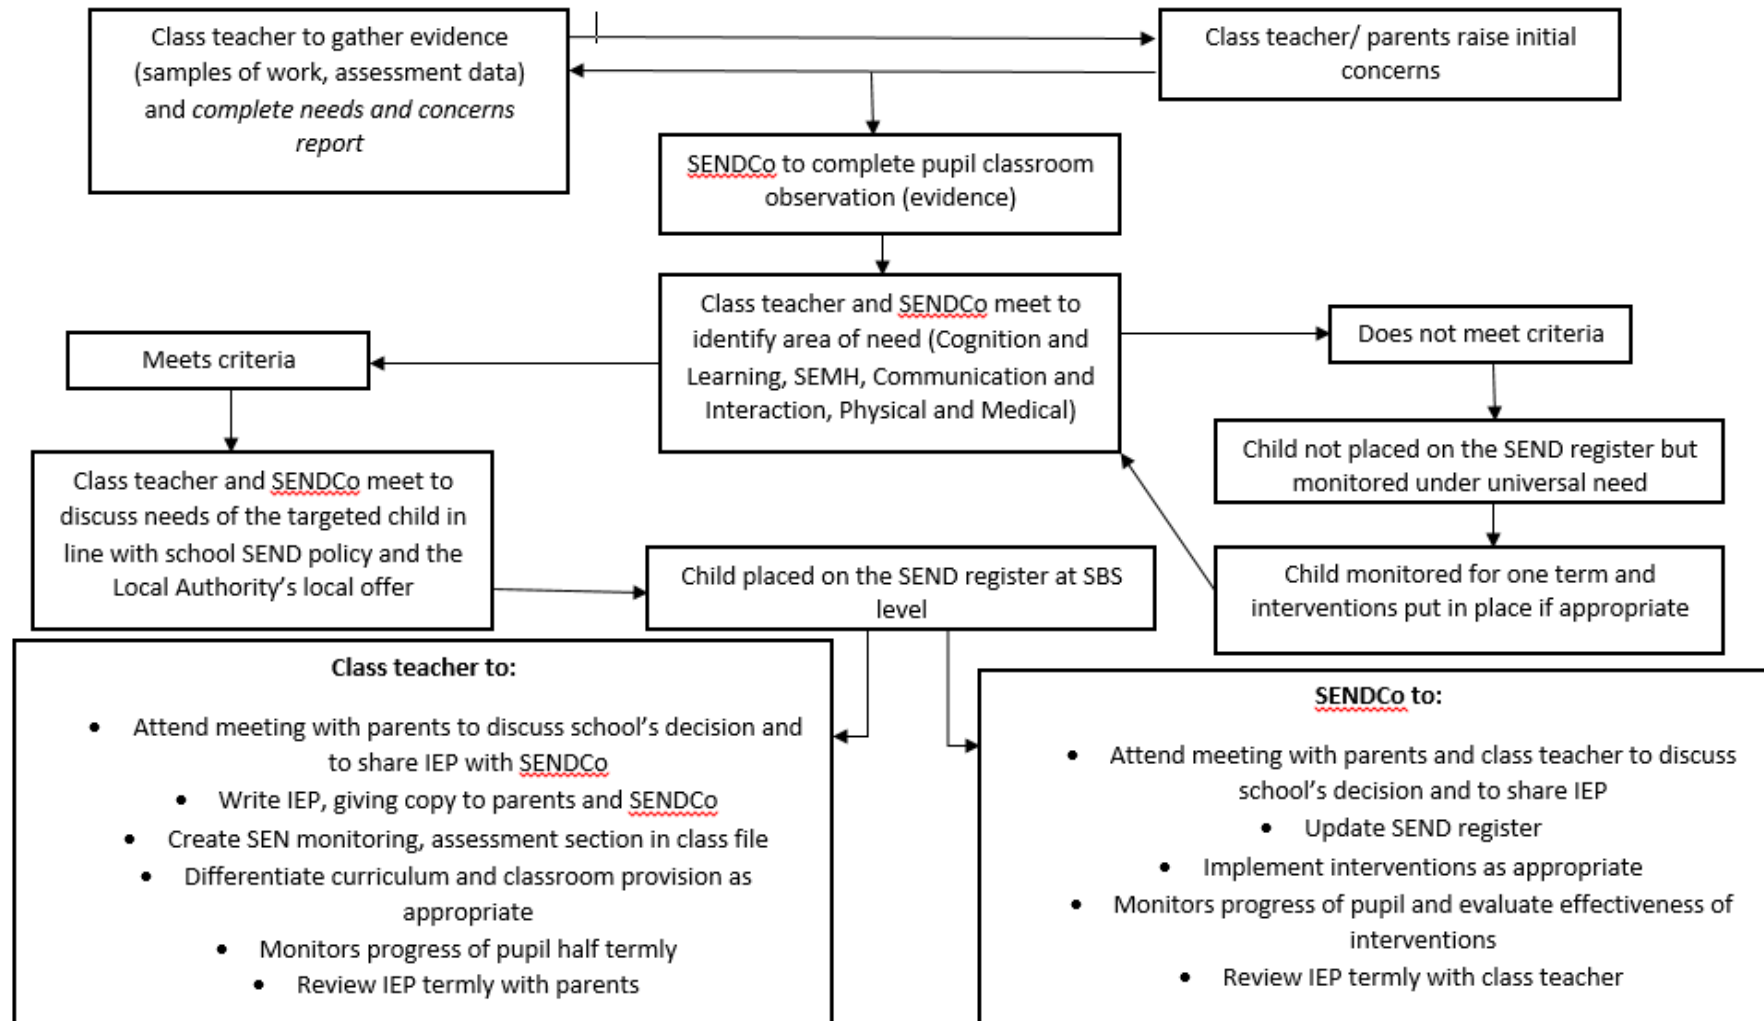 Class teacher to gather evidence
(samples of work, assessment data)
and complete needs and concerns
report
Class teacher/ parents raise initial
concerns
SENDCo to complete pupil classroom
observation (evidence)
Class teacher and SENDCo meet to
identify area of need (Cognition and
Learning, SEMH, Communication and
Interaction, Physical and Medical)
Meets criteria
Does not meet criteria
Child not placed on the SEND register but
monitored under universal need
Class teacher and SENDCo meet to
discuss needs of the targeted child in
line with school SEND policy and the
Local Authority’s local offer
Child placed on the SEND register at SBS
level
Child monitored for one term and
interventions put in place if appropriate
Class teacher to:
• Attend meeting with parents to discuss school’s decision and
to share IEP with SENDCo
• Write IEP, giving copy to parents and SENDCo
• Create SEN monitoring, assessment section in class file
• Differentiate curriculum and classroom provision as
appropriate
• Monitors progress of pupil half termly
• Review IEP termly with parents
SENDCo to:
• Attend meeting with parents and class teacher to discuss
school’s decision and to share IEP
• Update SEND register
• Implement interventions as appropriate
• Monitors progress of pupil and evaluate effectiveness of
interventions
• Review IEP termly with class teacher